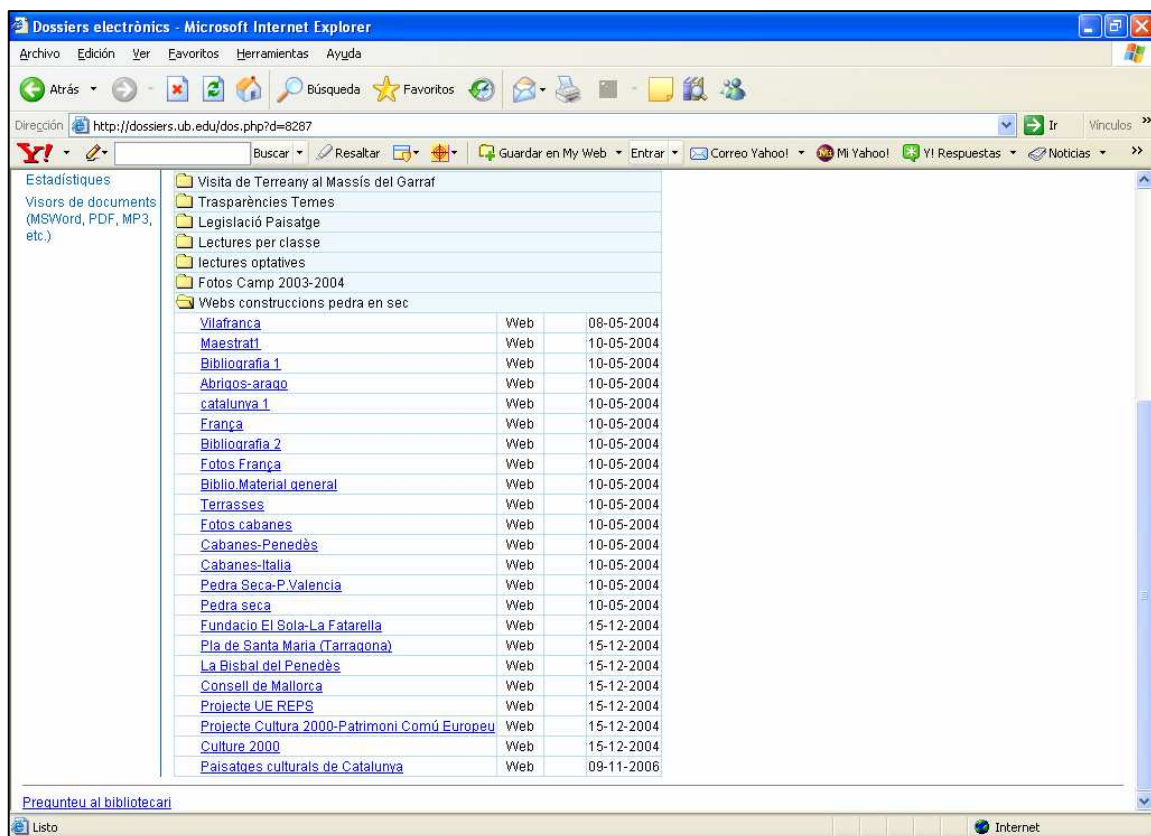 Dossiers electrònics - Microsoft Internet Explorer
Archivo Edición Ver Favoritos Herramientas Ayuda
Atrás Búsqueda Favoritos
Dirección http://dossiers.ub.edu/dos.php?d=8287 Ir Vínculos »
Y! Buscar Resaltar Guardar en My Web Entrar Correo Yahoo! Mi Yahoo! Y! Respuestas Noticias »
Estadístiques
Visors de documents
(MSWord, PDF, MP3,
etc.)
Visita de Terreany al Massís del Garraf
Trasparències Temes
Legislació Paisatge
Lectures per classe
lectures optatives
Fotos Camp 2003-2004
Webs construccions pedra en sec
Vilafranca Web 08-05-2004
Maestrat1 Web 10-05-2004
Bibliografia 1 Web 10-05-2004
Abrigos-arago Web 10-05-2004
catalunya 1 Web 10-05-2004
França Web 10-05-2004
Bibliografia 2 Web 10-05-2004
Fotos França Web 10-05-2004
Biblio.Material general Web 10-05-2004
Terrasses Web 10-05-2004
Fotos cabanes Web 10-05-2004
Cabanes-Penedès Web 10-05-2004
Cabanes-Italia Web 10-05-2004
Pedra Seca-P.Valencia Web 10-05-2004
Pedra seca Web 10-05-2004
Fundacio El Sola-La Fatarella Web 15-12-2004
Pla de Santa Maria (Tarragona) Web 15-12-2004
La Bisbal del Penedès Web 15-12-2004
Consell de Mallorca Web 15-12-2004
Projecte UE REPS Web 15-12-2004
Projecte Cultura 2000-Patrimoni Comú Europeu Web 15-12-2004
Culture 2000 Web 15-12-2004
Paisatges culturals de Catalunya Web 09-11-2006
Pregunteu al bibliotecari
Listo Internet